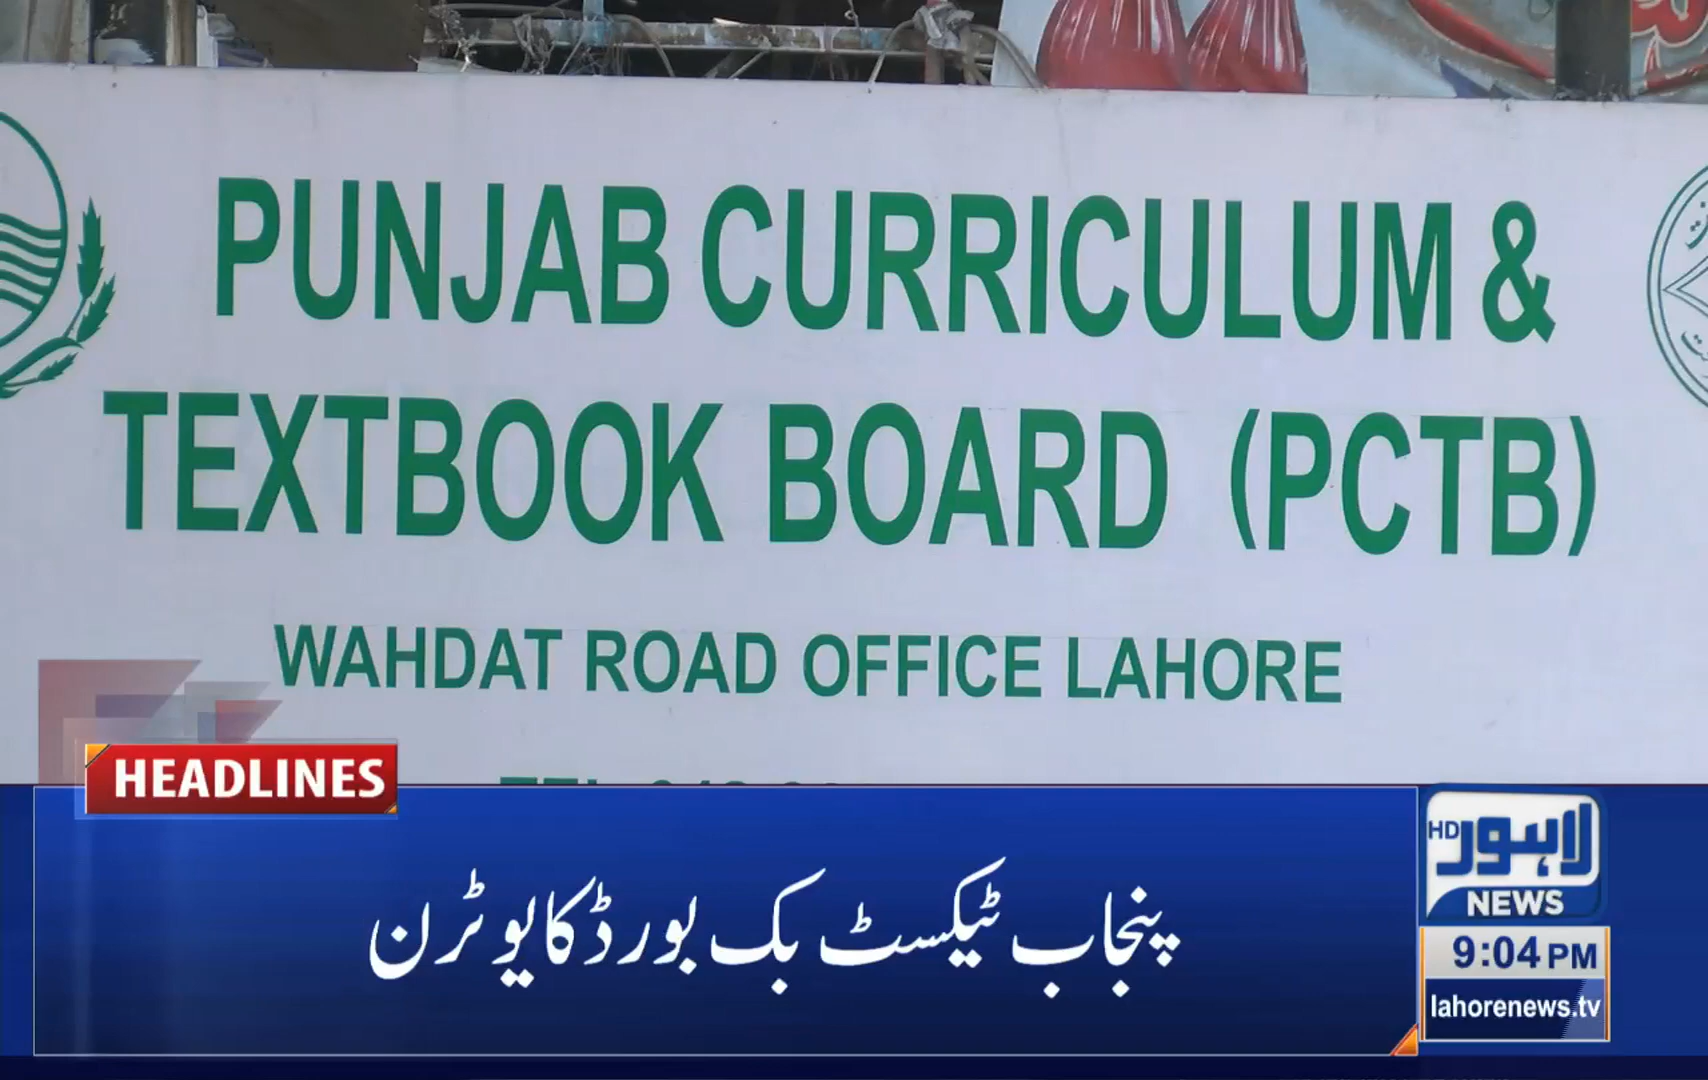 PUNJAB CURRICULUM &
TEXTBOOK BOARD (PCTB)
WAHDAT ROAD OFFICE LAHORE
HEADLINES
پنجاب ٹیکسٹ بک بورڈ کا یو ٹرن
لاہور HD
NEWS
9:04 PM
lahorenews.tv